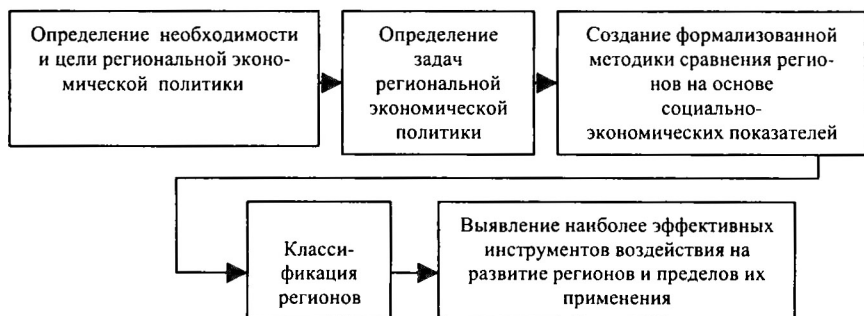 Определение необходимости
и цели региональной эконо-
мической политики
Определение
задач
региональной
экономической
политики
Создание формализованной
методики сравнения регио-
нов на основе
социально-
экономических показателей
Класси-
фикация
регионов
Выявление наиболее эффективных
инструментов воздействия на
развитие регионов и пределов их
применения